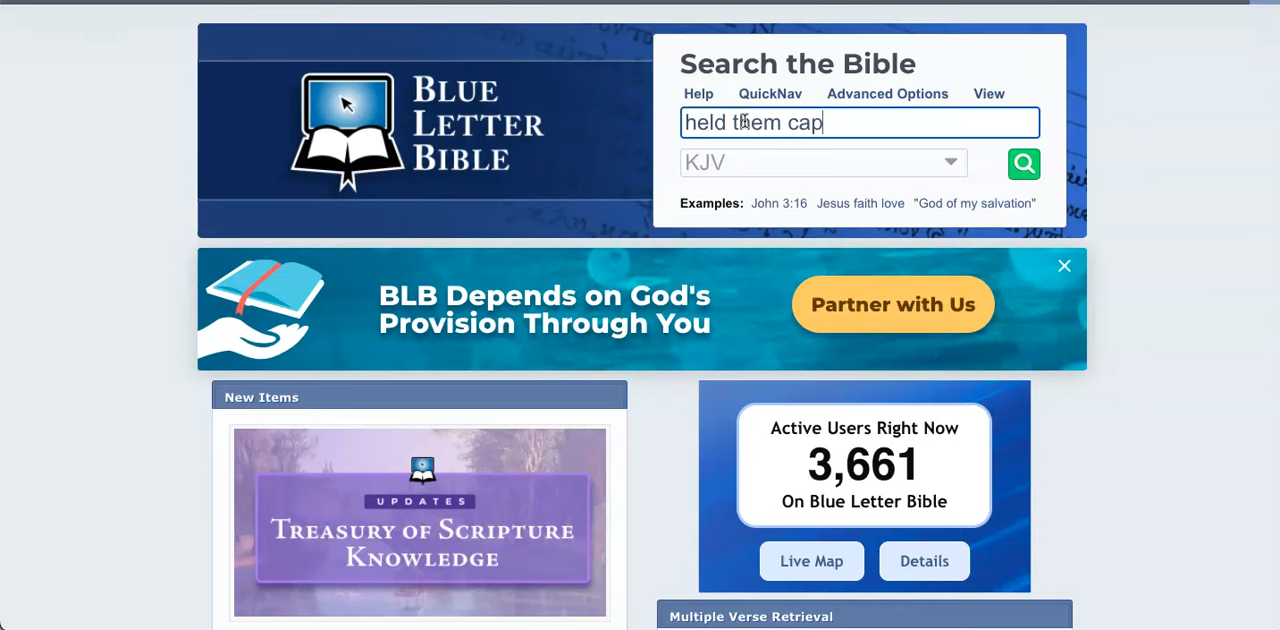 BLUE
LETTER
BIBLE
Search the Bible
Help QuickNav Advanced Options View
held them cap
KJV
Examples: John 3:16 Jesus faith love "God of my salvation"
BLB Depends on God's
Provision Through You
Partner with Us
New Items
UPDATES
TREASURY OF SCRIPTURE
KNOWLEDGE
Active Users Right Now
3,661
On Blue Letter Bible
Live Map Details
Multiple Verse Retrieval